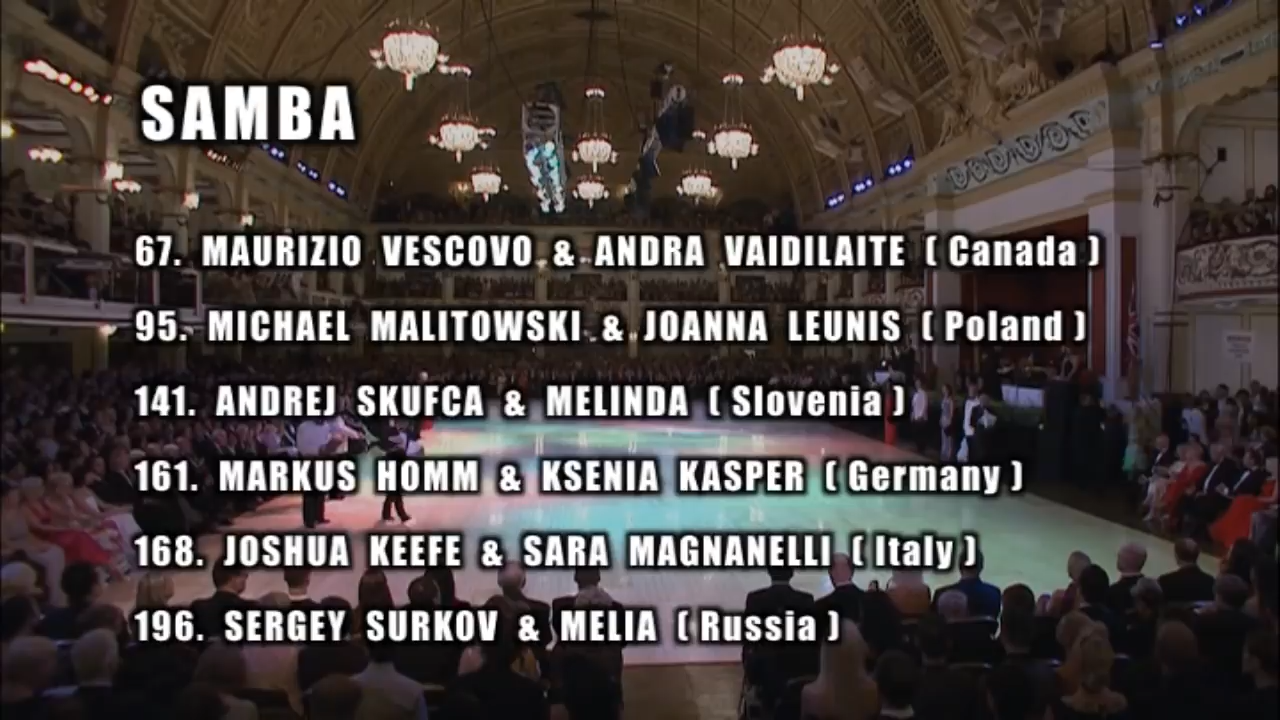 SAMBA
67. MAURIZIO VESCOVO & ANDRA VAIDILAITE ( Canada )
95. MICHAEL MALITOWSKI & JOANNA LEUNIS ( Poland )
141. ANDREJ SKUFCA & MELINDA ( Slovenia )
161. MARKUS HOMM & KSENIA KASPER ( Germany )
168. JOSHUA KEEFE & SARA MAGNANELLI ( Italy )
196. SERGEY SURKOV & MELIA ( Russia )